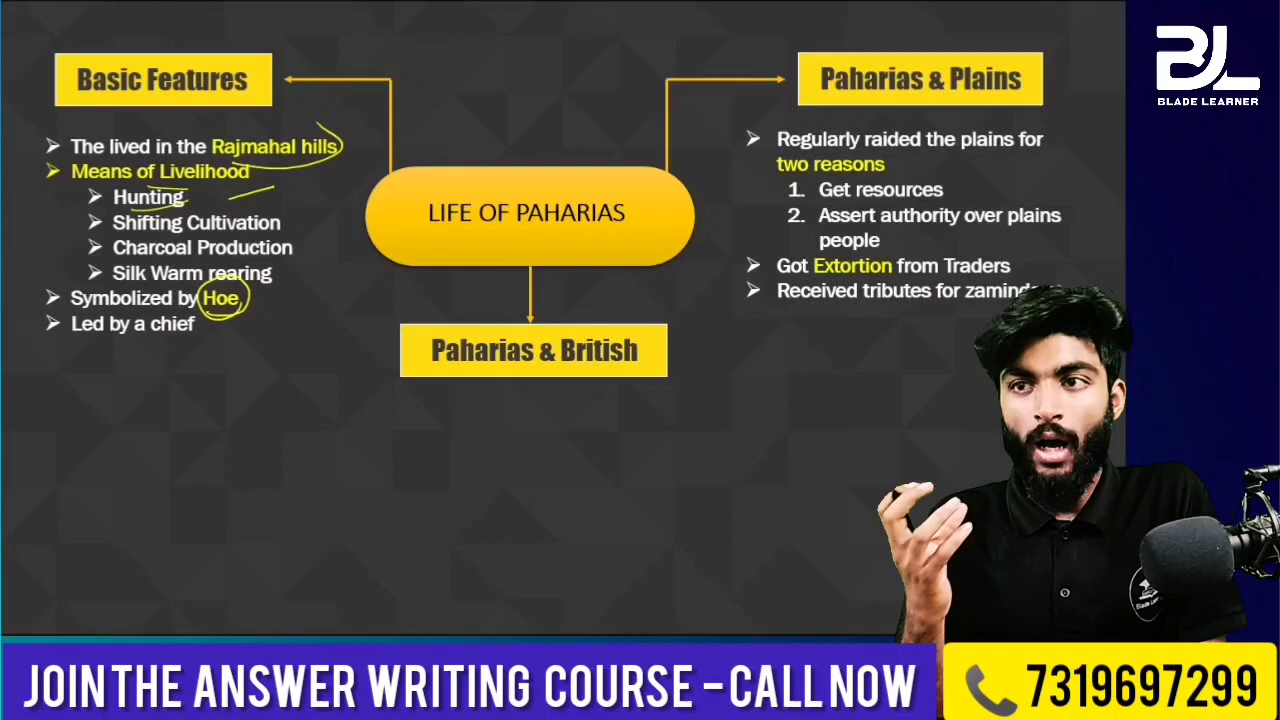 Basic Features
The lived in the Rajmahal hills
Means of Livelihood
Hunting
Shifting Cultivation
Charcoal Production
Silk Warm rearing
Symbolized by Hoe
Led by a chief
LIFE OF PAHARIAS
Paharias & British
Paharias & Plains
Regularly raided the plains for
two reasons
1. Get resources
2. Assert authority over plains
people
Got Extortion from Traders
Received tributes for
BL
BLADE LEARNER
JOIN THE ANSWER WRITING COURSE - CALL NOW
7319697299